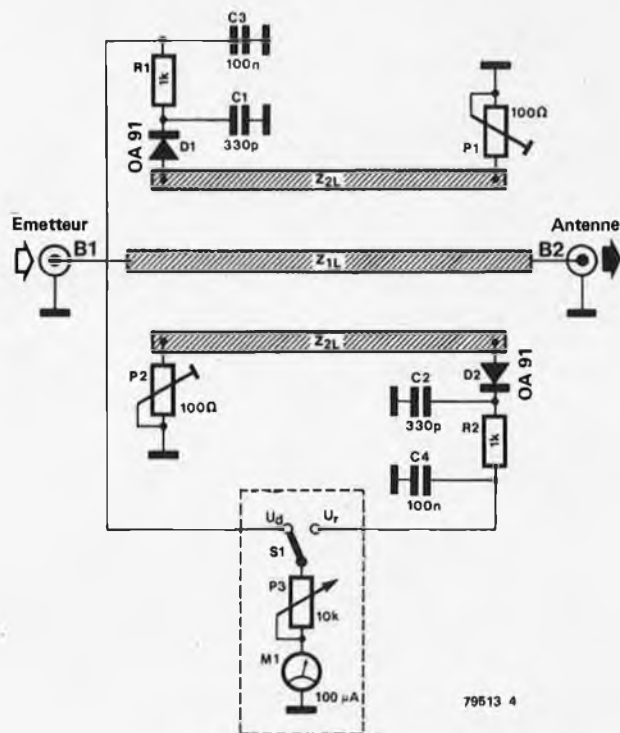 C3
100n
R1
1k
C1
330p
OA 91
D1
100Ω
P1
Z2L
Émetteur
B1
Z1L
Antenne
B2
Z2L
P2
100Ω
D2
OA 91
C2
330p
R2
1k
C4
100n
Ud
Ur
S1
P3
10k
M1
100 µA
79513 4